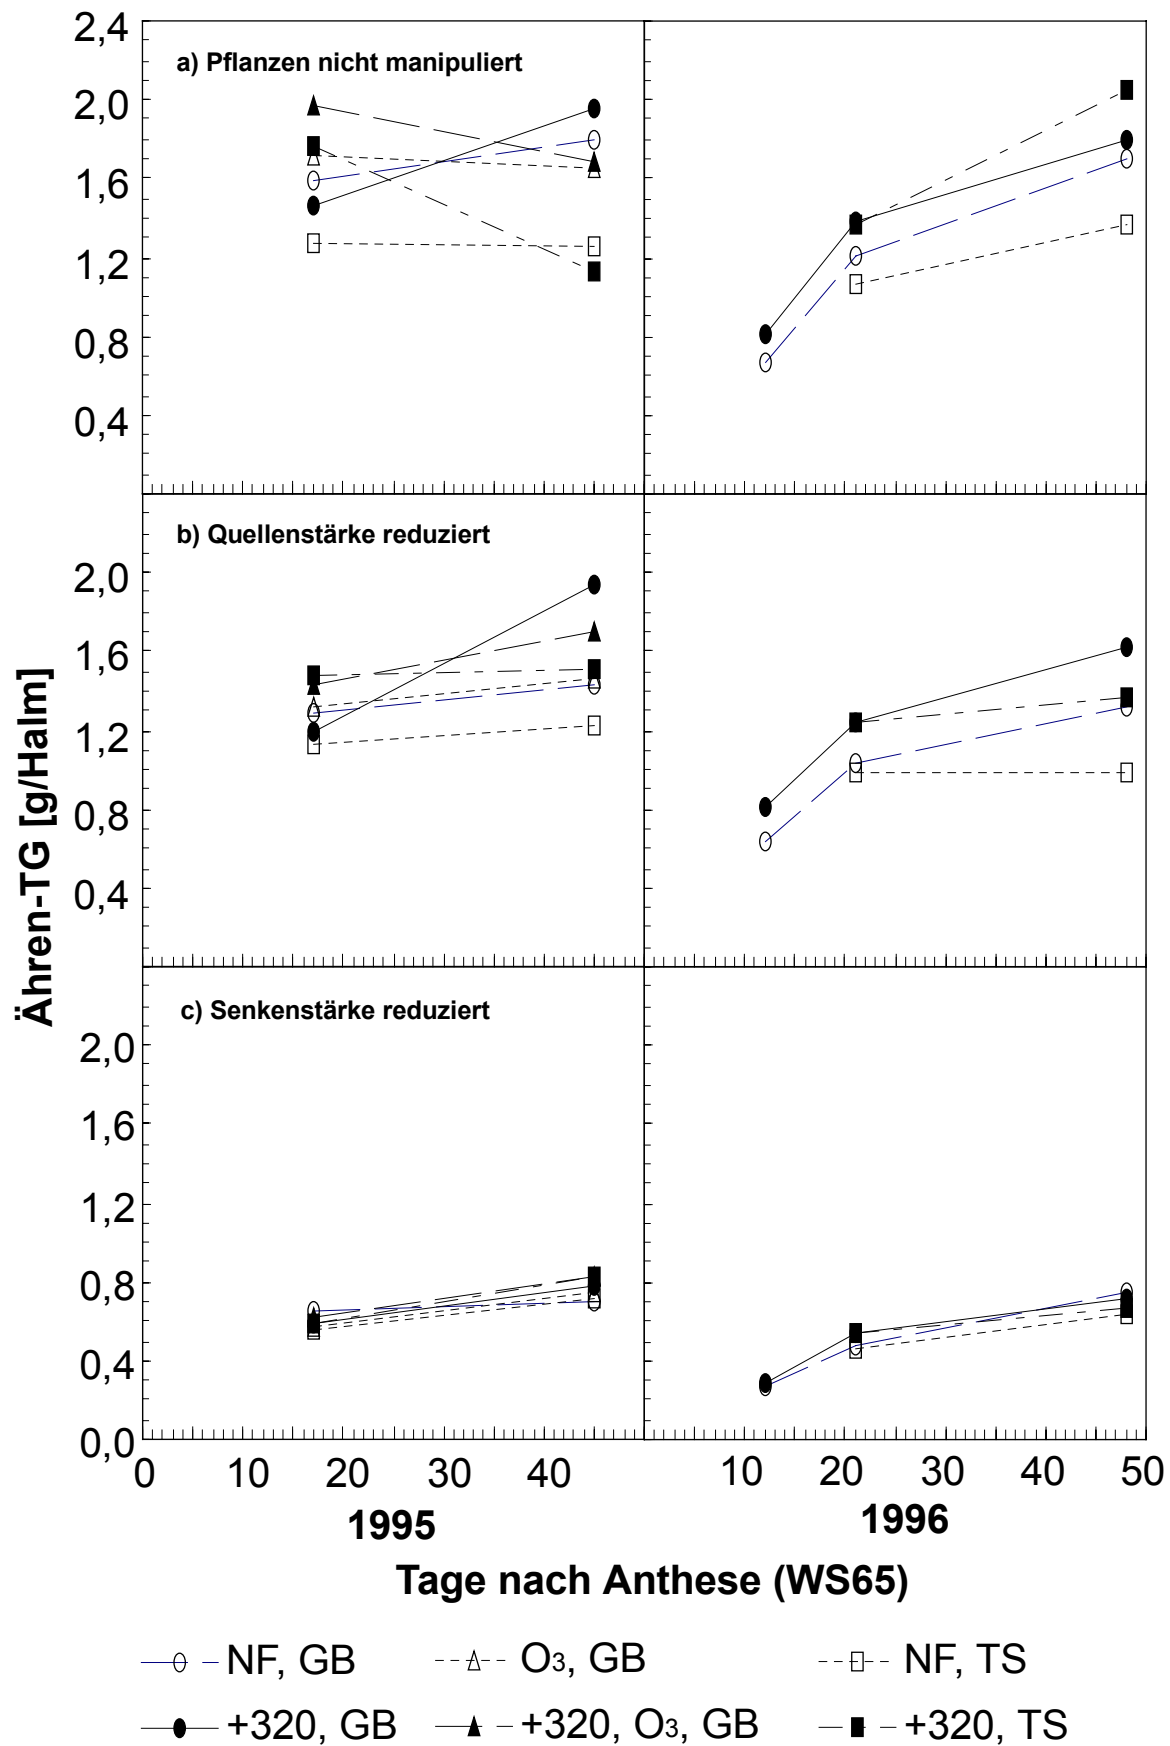 2,4
a) Pflanzen nicht manipuliert
2,0
1,6
1,2
0,8
0,4
b) Quellenstärke reduziert
2,0
1,6
1,2
0,8
0,4
Ähren-TG [g/Halm]
c) Senkenstärke reduziert
2,0
1,6
1,2
0,8
0,4
0,0
0 10 20 30 40 10 20 30 40 50
1995 1996
Tage nach Anthese (WS65)
NF, GB O3, GB NF, TS
+320, GB +320, O3, GB +320, TS